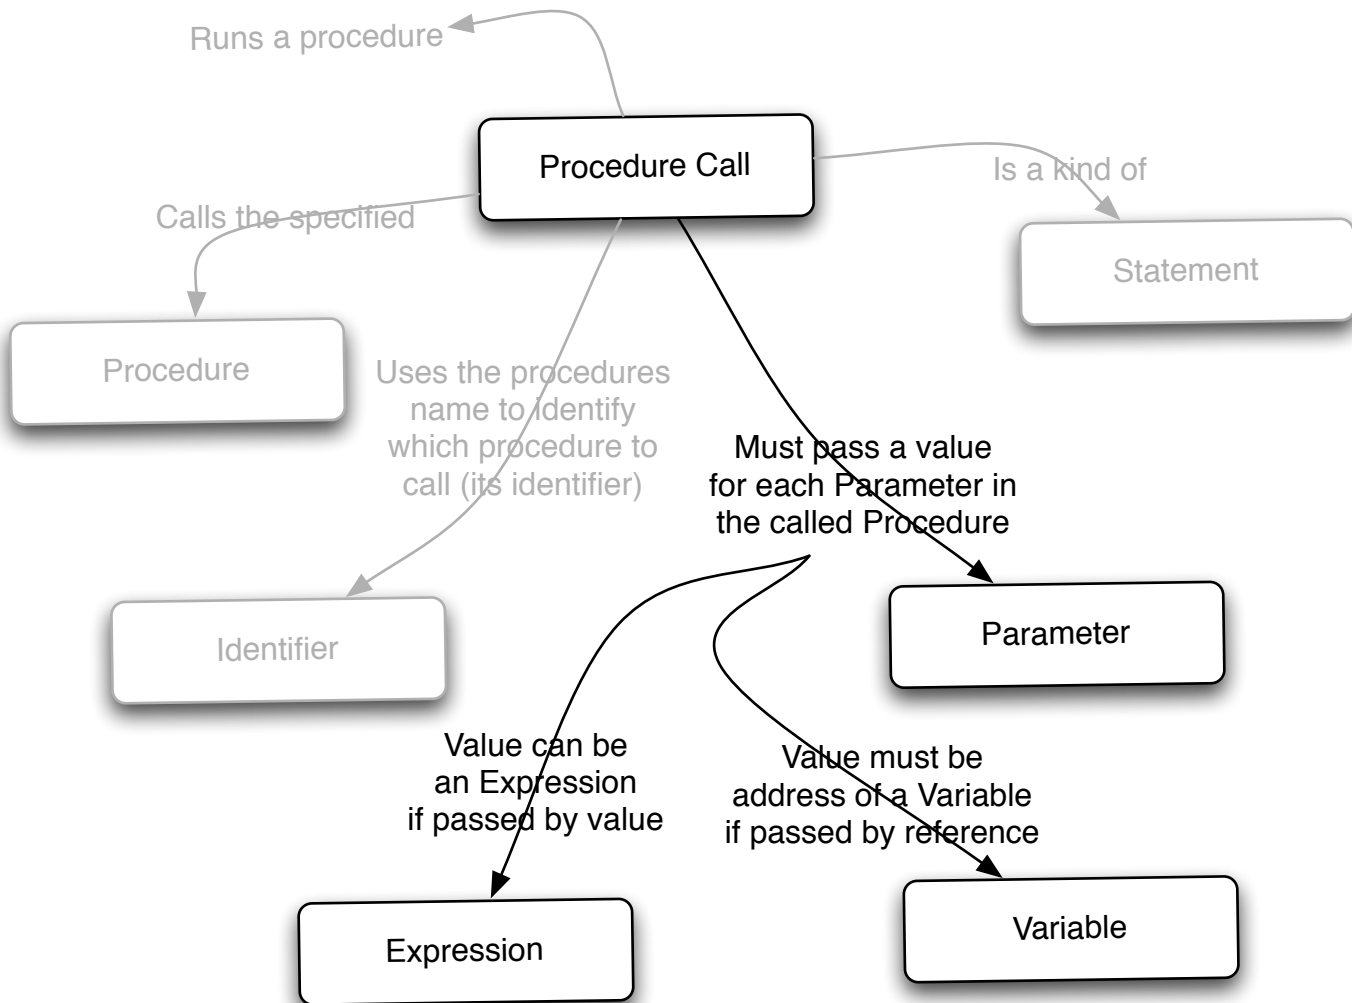 Runs a procedure
Procedure Call
Is a kind of
Calls the specified
Statement
Procedure
Uses the procedures
name to identify
which procedure to
call (its identifier)
Must pass a value
for each Parameter in
the called Procedure
Identifier
Parameter
Value can be
an Expression
if passed by value
Value must be
address of a Variable
if passed by reference
Expression
Variable